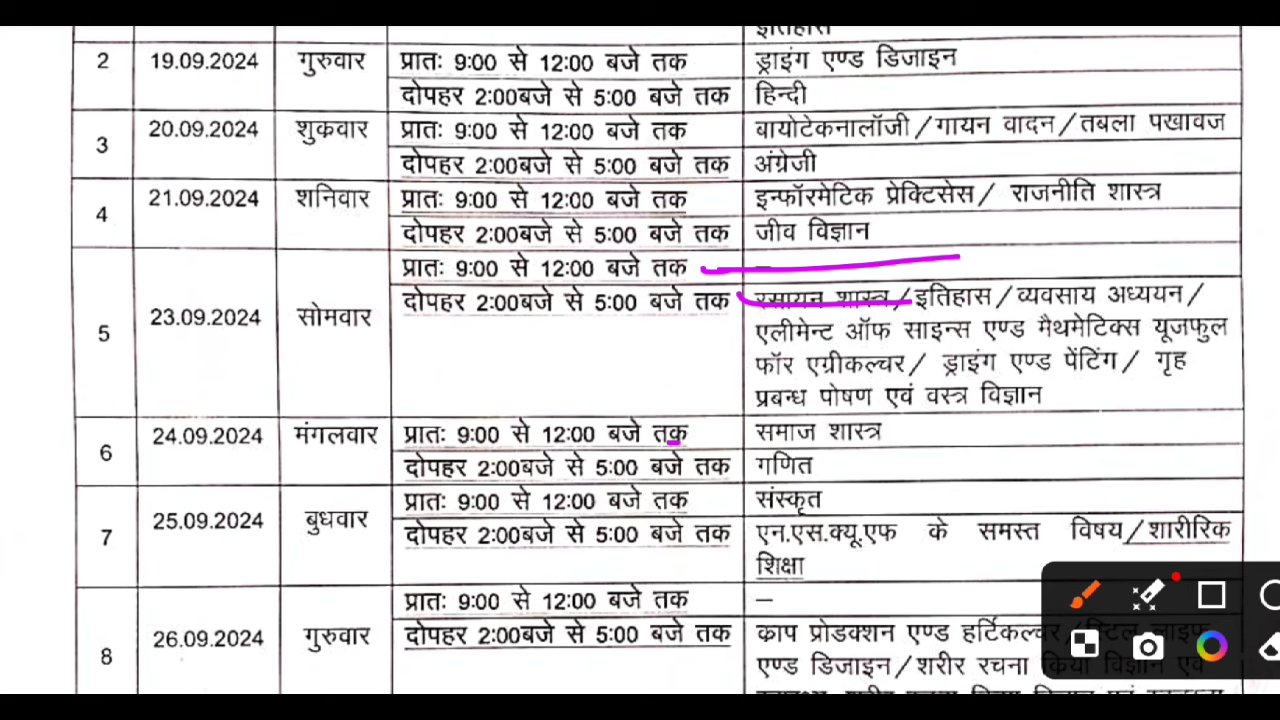 इतिहास
2 19.09.2024 गुरुवार प्रातः 9:00 से 12:00 बजे तक ड्राइंग एण्ड डिजाइन
दोपहर 2:00बजे से 5:00 बजे तक हिन्दी
3 20.09.2024 शुक्रवार प्रातः 9:00 से 12:00 बजे तक बायोटेकनालॉजी/गायन वादन/तबला पखावज
दोपहर 2:00बजे से 5:00 बजे तक अंग्रेजी
4 21.09.2024 शनिवार प्रातः 9:00 से 12:00 बजे तक इन्फॉरमेटिक प्रेक्टिसेस/ राजनीति शास्त्र
दोपहर 2:00बजे से 5:00 बजे तक जीव विज्ञान
5 23.09.2024 सोमवार प्रातः 9:00 से 12:00 बजे तक –
दोपहर 2:00बजे से 5:00 बजे तक रसायन शास्त्र/इतिहास/व्यवसाय अध्ययन/
एलीमेन्ट ऑफ साइन्स एण्ड मैथमेटिक्स यूजफुल
फॉर एग्रीकल्चर/ ड्राइंग एण्ड पेंटिंग/ गृह
प्रबन्ध पोषण एवं वस्त्र विज्ञान
6 24.09.2024 मंगलवार प्रातः 9:00 से 12:00 बजे तक समाज शास्त्र
दोपहर 2:00बजे से 5:00 बजे तक गणित
7 25.09.2024 बुधवार प्रातः 9:00 से 12:00 बजे तक संस्कृत
दोपहर 2:00बजे से 5:00 बजे तक एन.एस.क्यू.एफ के समस्त विषय/शारीरिक
शिक्षा
8 26.09.2024 गुरुवार प्रातः 9:00 से 12:00 बजे तक –
दोपहर 2:00बजे से 5:00 बजे तक काप प्रोडक्शन एण्ड हर्टिकल्चर/स्टिल लाइफ
एण्ड डिजाइन/शरीर रचना क्रिया विज्ञान एवं